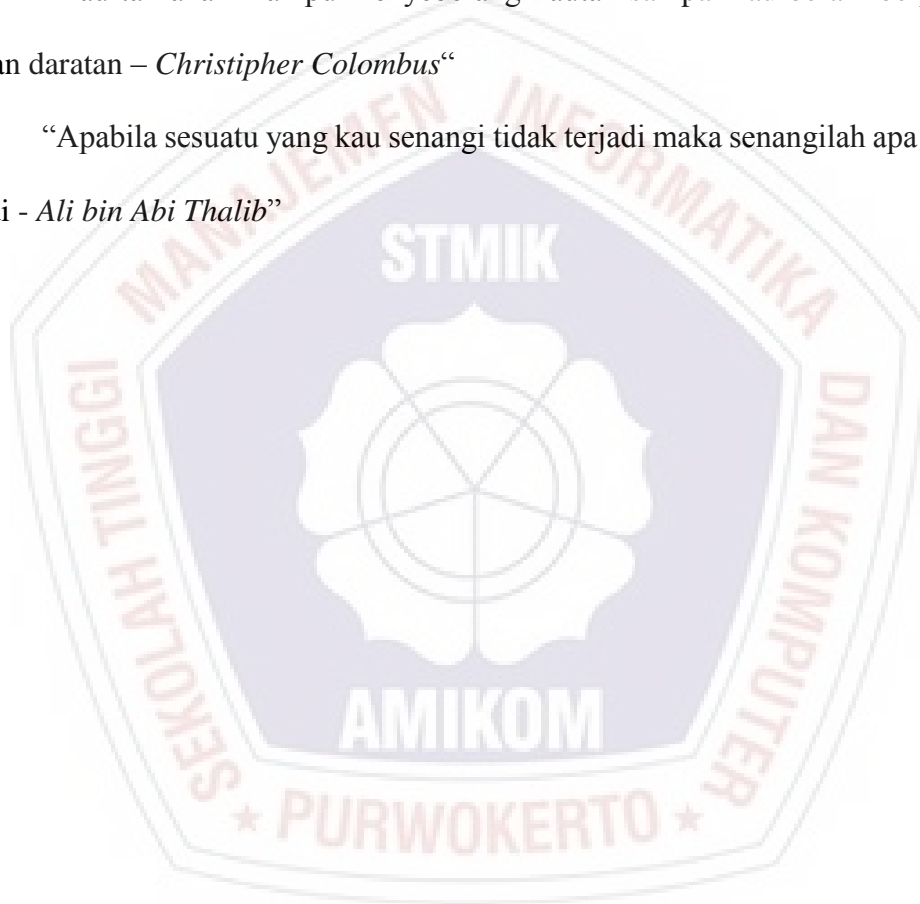 an daratan – Christipher Colombus“
“Apabila sesuatu yang kau senangi tidak terjadi maka senangilah apa
i - Ali bin Abi Thalib”
SEKOLAH TINGGI MANAJEMEN INFORMATIKA DAN KOMPUTER
STMIK
AMIKOM
★ PURWOKERTO ★